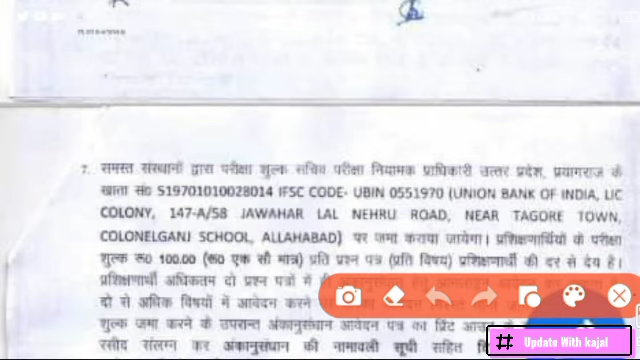 7. समस्त संस्थानों द्वारा परीक्षा शुल्क सचिव परीक्षा नियामक प्राधिकारी उत्तर प्रदेश, प्रयागराज के
खाता सं0 S19701010028014 IFSC CODE- UBIN 0551970 (UNION BANK OF INDIA, LIC
COLONY, 147-A/58 JAWAHAR LAL NEHRU ROAD, NEAR TAGORE TOWN,
COLONELGANJ SCHOOL, ALLAHABAD) पर जमा कराया जायेगा। प्रशिक्षणार्थियों के परीक्षा
शुल्क रू0 100.00 (रू0 एक सौ मात्र) प्रति प्रश्न पत्र (प्रति विषय) प्रशिक्षणार्थी की दर से देय है।
प्रशिक्षणार्थी अधिकतम दो प्रश्न पत्रों में
दो से अधिक विषयों में आवेदन करने
शुल्क जमा करने के उपरान्त अंकानुसंधान आवेदन पत्र का प्रिंट
रसीद संलग्न कर अंकानुसंधान की नामावली सूची सहित
# Update With kajal